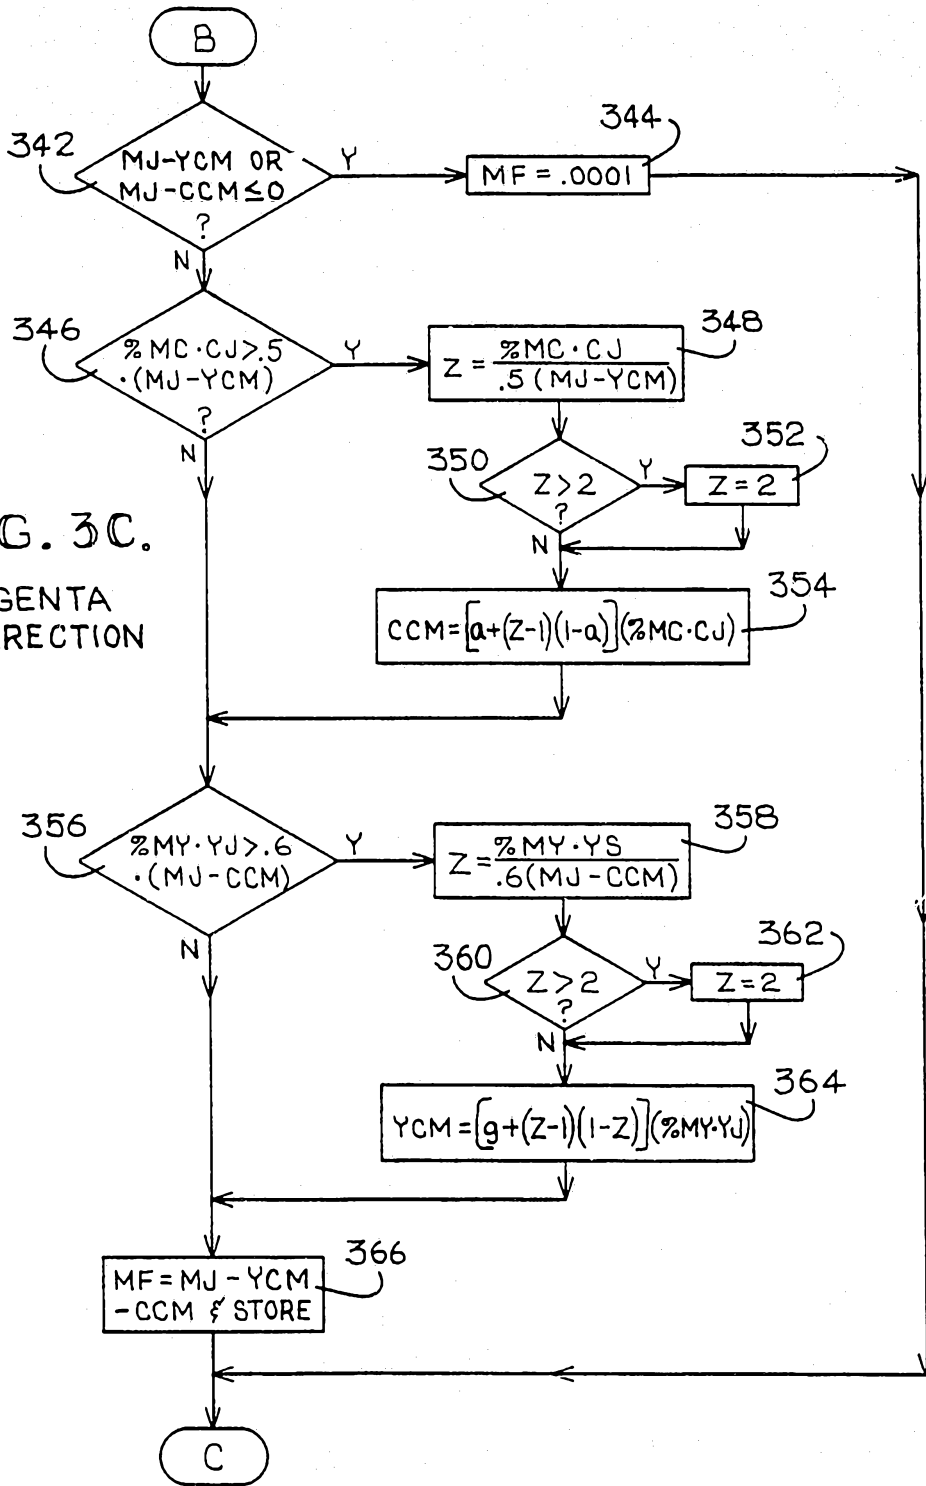 B
342
MJ-YCM OR
MJ-CCM≤0
?
Y
N
344
MF=.0001
346
%MC·CJ>.5
·(MJ-YCM)
?
Y
N
348
Z=%MC·CJ
.5(MJ-YCM)
350
Z>2
?
Y
N
352
Z=2
354
CCM=[a+(Z-1)(1-a)](%MC·CJ)
G. 3C.
GENTA
RECTION
356
%MY·YJ>.6
·(MJ-CCM)
Y
N
358
Z=%MY·YS
.6(MJ-CCM)
360
Z>2
?
Y
N
362
Z=2
364
YCM=[g+(Z-1)(1-Z)](%MY·YJ)
366
MF=MJ-YCM
-CCM & STORE
C